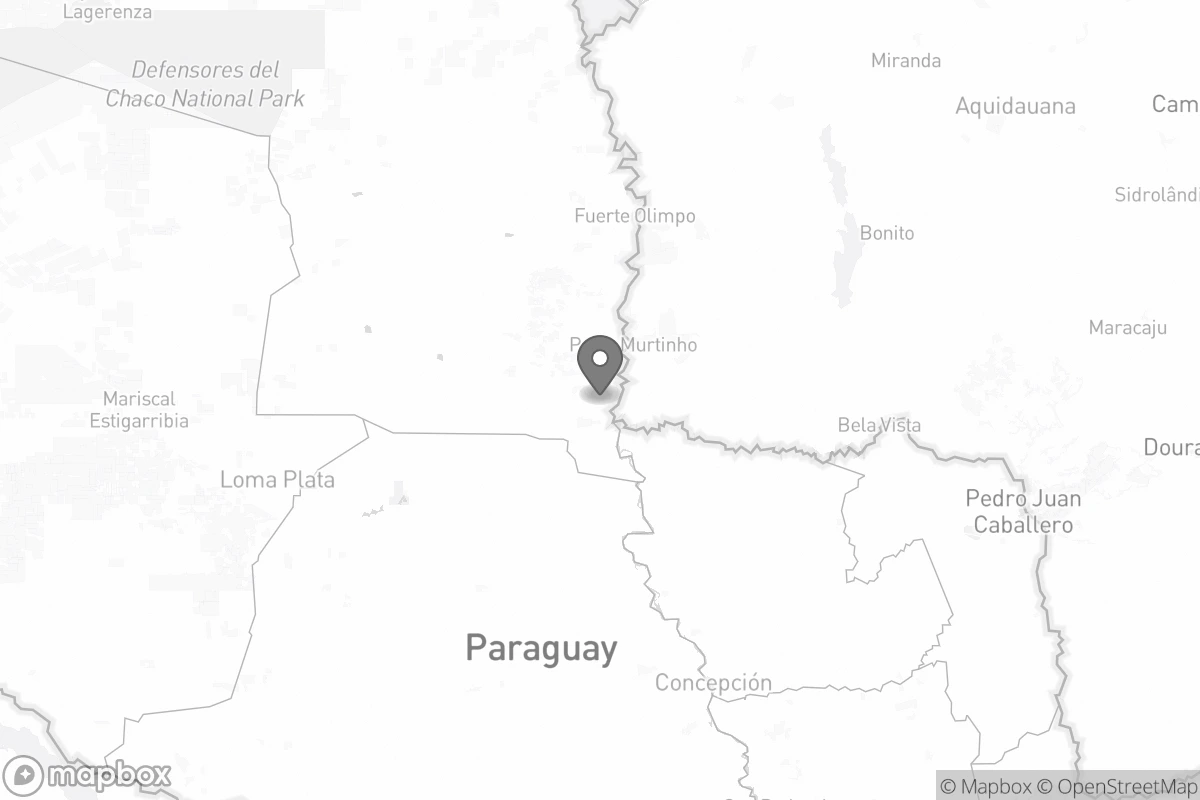 Lagerenza
Miranda
Defensores del
Chaco National Park
Aquidauana
Cam
Sidrolândi
Fuerte Olimpo
Bonito
Maracaju
Murtinho
Mariscal
Estigarribia
Bela Vista
Doura
Loma Plata
Pedro Juan
Caballero
Paraguay
Concepción
mapbox
© Mapbox © OpenStreetMap